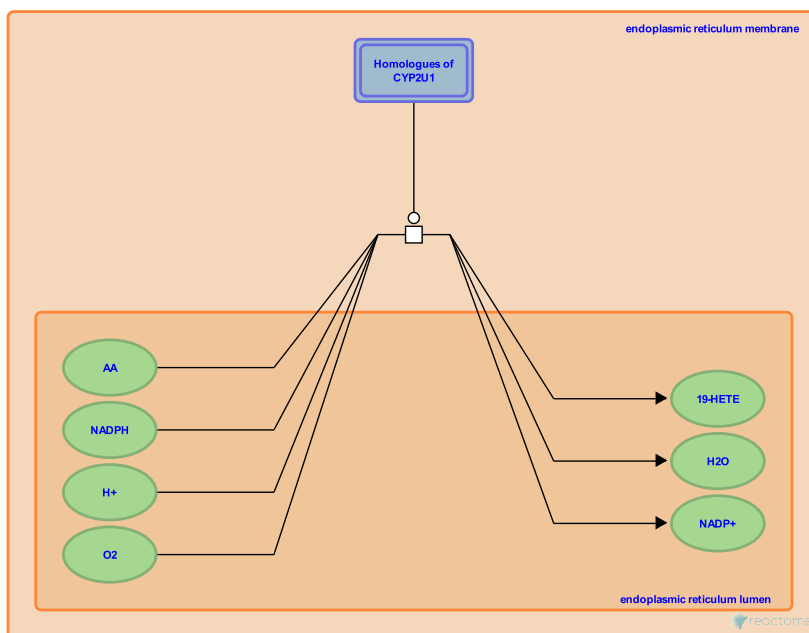 endoplasmic reticulum membrane
Homologues of
CYP2U1
AA
NADPH
H+
O2
19-HETE
H2O
NADP+
endoplasmic reticulum lumen
reactome